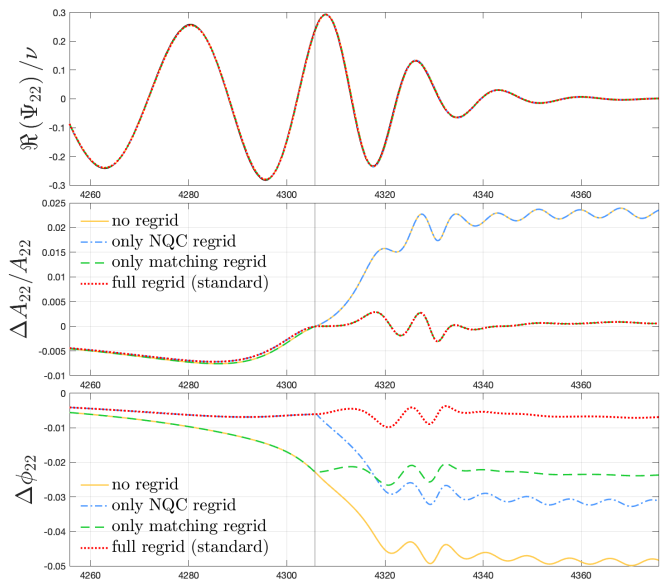 ℜ(Ψ₂₂)/ν
0.3
0.2
0.1
0
-0.1
-0.2
-0.3
4260 4280 4300 4320 4340 4360
ΔA₂₂/A₂₂
0.025
0.02
0.015
0.01
0.005
0
-0.005
-0.01
no regrid
only NQC regrid
only matching regrid
full regrid (standard)
4260 4280 4300 4320 4340 4360
Δϕ₂₂
0
-0.01
-0.02
-0.03
-0.04
-0.05
no regrid
only NQC regrid
only matching regrid
full regrid (standard)
4260 4280 4300 4320 4340 4360